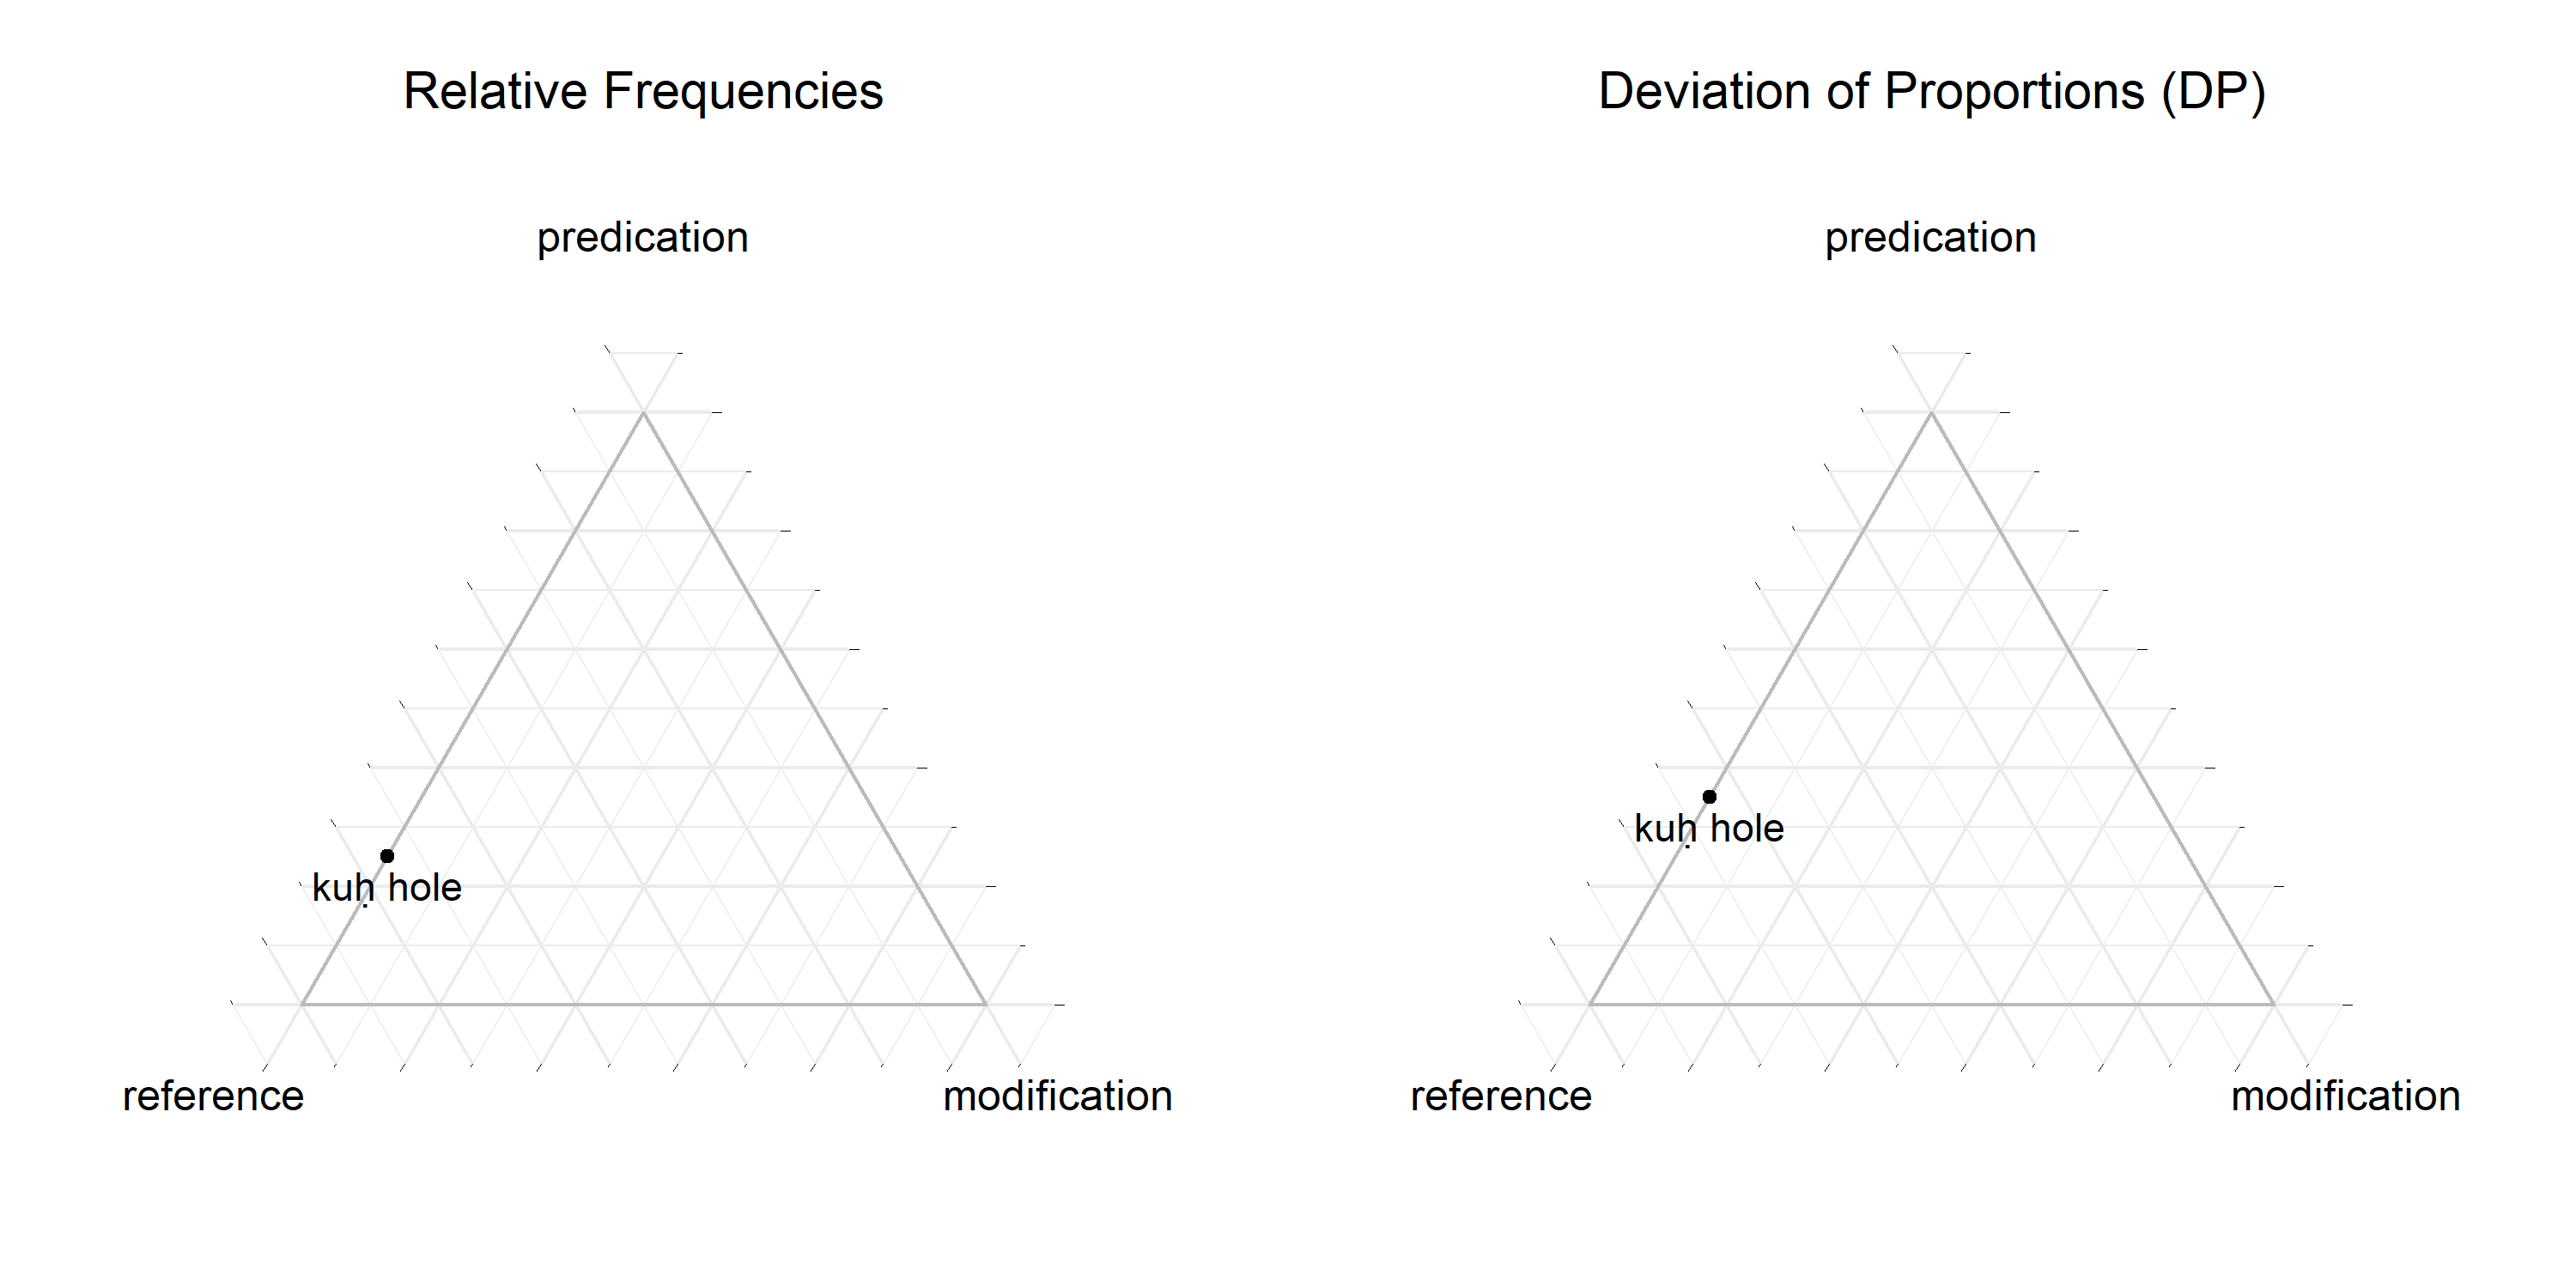 Relative Frequencies
predication
kuḥ hole
reference
modification
Deviation of Proportions (DP)
predication
kuḥ hole
reference
modification